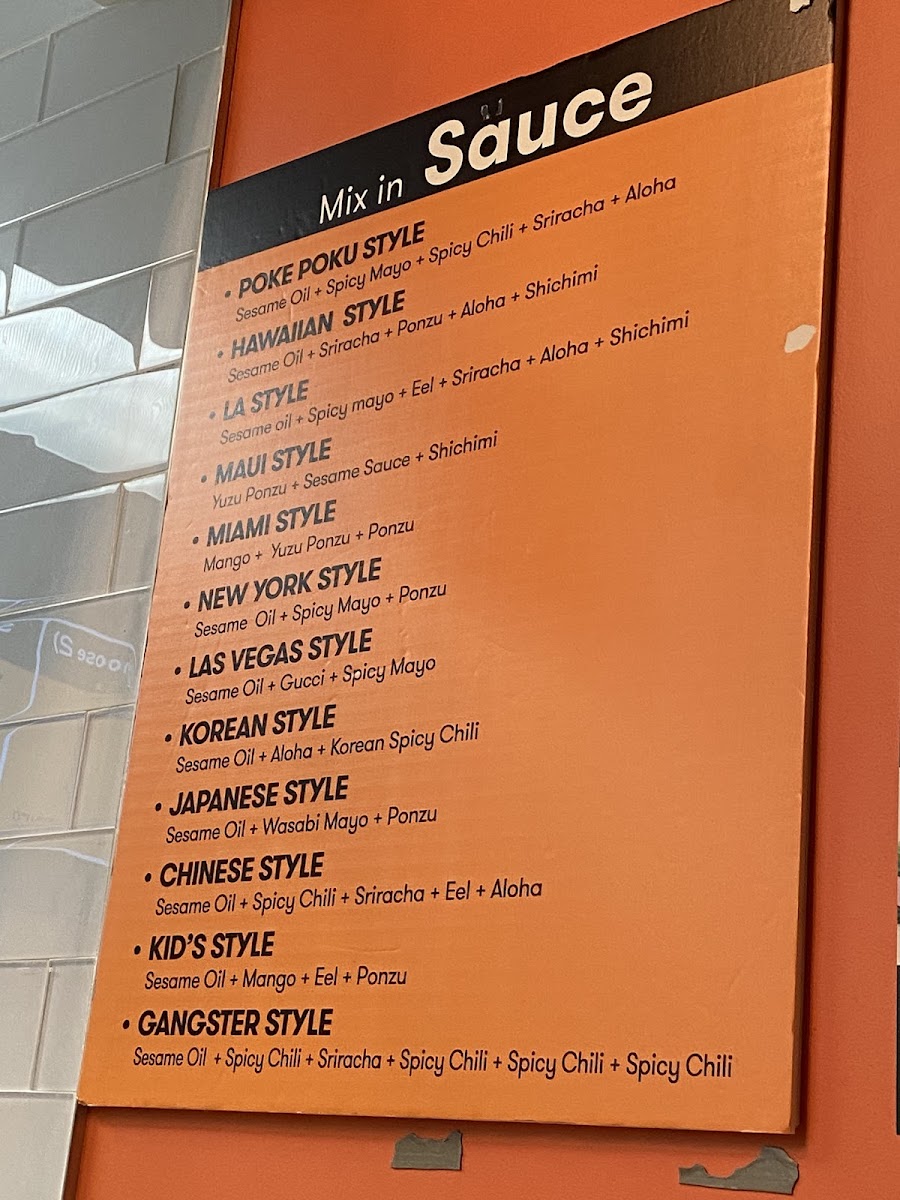 Mix in Sauce
• POKE POKU STYLE
Sesame Oil + Spicy Mayo + Spicy Chili + Sriracha + Aloha
• HAWAIIAN STYLE
Sesame Oil + Sriracha + Ponzu + Aloha + Shichimi
• LA STYLE
Sesame oil + Spicy mayo + Eel + Sriracha + Aloha + Shichimi
• MAUI STYLE
Yuzu Ponzu + Sesame Sauce + Shichimi
• MIAMI STYLE
Mango + Yuzu Ponzu + Ponzu
• NEW YORK STYLE
Sesame Oil + Spicy Mayo + Ponzu
• LAS VEGAS STYLE
Sesame Oil + Gucci + Spicy Mayo
• KOREAN STYLE
Sesame Oil + Aloha + Korean Spicy Chili
• JAPANESE STYLE
Sesame Oil + Wasabi Mayo + Ponzu
• CHINESE STYLE
Sesame Oil + Spicy Chili + Sriracha + Eel + Aloha
• KID'S STYLE
Sesame Oil + Mango + Eel + Ponzu
• GANGSTER STYLE
Sesame Oil + Spicy Chili + Sriracha + Spicy Chili + Spicy Chili + Spicy Chili